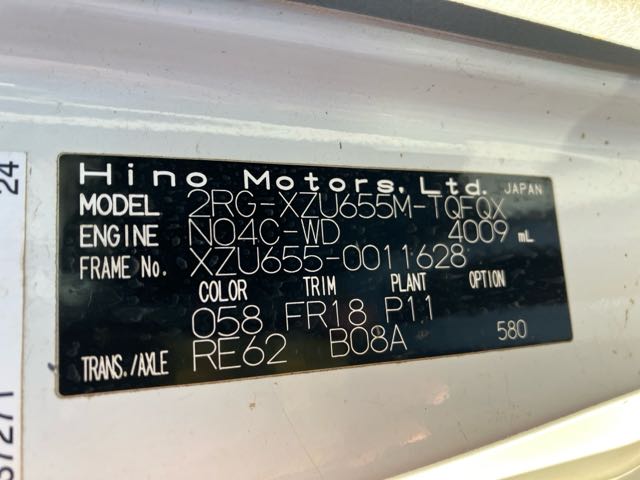 Hino Motors, Ltd. JAPAN
MODEL 2RG-XZU655M-TQFQX
ENGINE N04C-WD 4009 mL
FRAME No. XZU655-0011628
COLOR TRIM PLANT OPTION
058 FR18 P11
TRANS./AXLE RE62 B08A 580
24